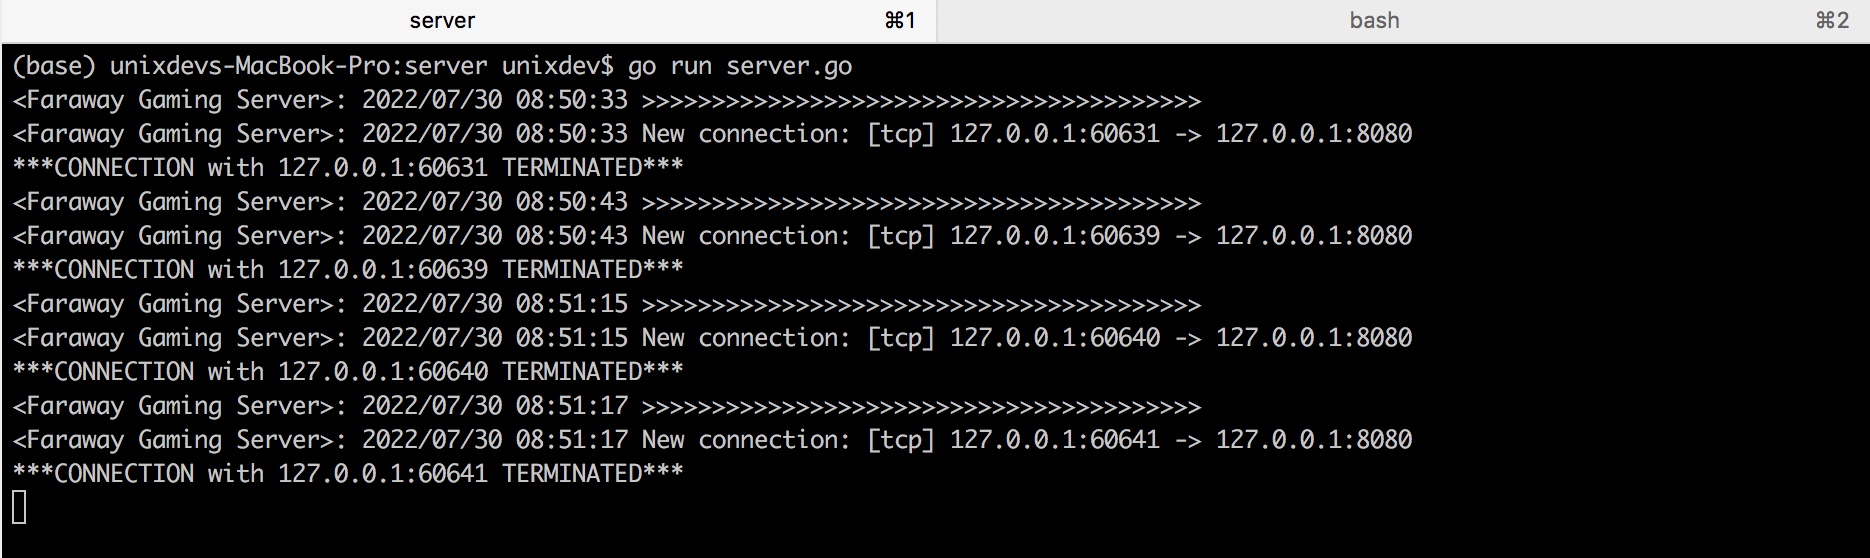 server ⌘1 bash ⌘2
(base) unixdevs-MacBook-Pro:server unixdev$ go run server.go
<Faraway Gaming Server>: 2022/07/30 08:50:33 >>>>>>>>>>>>>>>>>>>>>>>>>>>>>>>>>>>>>>>>
<Faraway Gaming Server>: 2022/07/30 08:50:33 New connection: [tcp] 127.0.0.1:60631 -> 127.0.0.1:8080
***CONNECTION with 127.0.0.1:60631 TERMINATED***
<Faraway Gaming Server>: 2022/07/30 08:50:43 >>>>>>>>>>>>>>>>>>>>>>>>>>>>>>>>>>>>>>>>
<Faraway Gaming Server>: 2022/07/30 08:50:43 New connection: [tcp] 127.0.0.1:60639 -> 127.0.0.1:8080
***CONNECTION with 127.0.0.1:60639 TERMINATED***
<Faraway Gaming Server>: 2022/07/30 08:51:15 >>>>>>>>>>>>>>>>>>>>>>>>>>>>>>>>>>>>>>>>
<Faraway Gaming Server>: 2022/07/30 08:51:15 New connection: [tcp] 127.0.0.1:60640 -> 127.0.0.1:8080
***CONNECTION with 127.0.0.1:60640 TERMINATED***
<Faraway Gaming Server>: 2022/07/30 08:51:17 >>>>>>>>>>>>>>>>>>>>>>>>>>>>>>>>>>>>>>>>
<Faraway Gaming Server>: 2022/07/30 08:51:17 New connection: [tcp] 127.0.0.1:60641 -> 127.0.0.1:8080
***CONNECTION with 127.0.0.1:60641 TERMINATED***